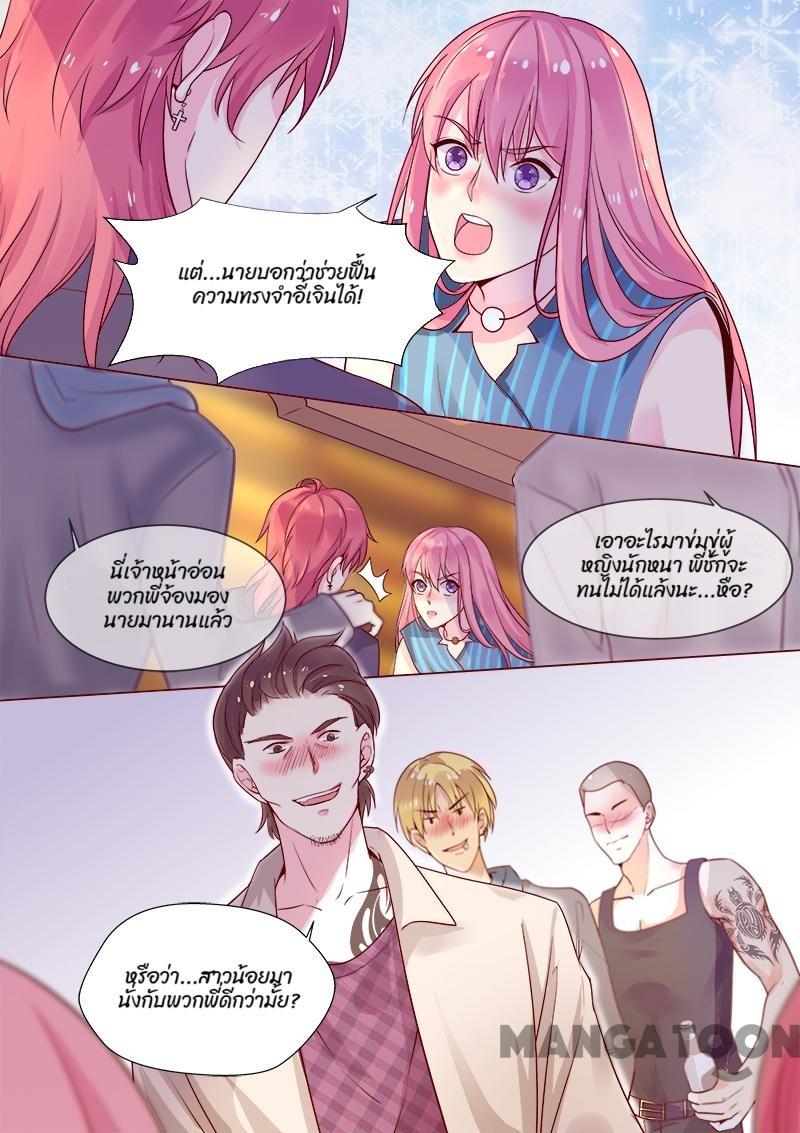 แต่...นายบอกว่าช่วยฟื้น
ความทรงจำอี้เจินได้!
นี่เจ้าหน้าอ่อน
พวกพี่จ้องมอง
นายมานานแล้ว
เอาอะไรมาข่มขู่ผู้
หญิงนักหนา พี่ชักจะ
ทนไม่ได้แล้งนะ...หือ?
หรือว่า...สาวน้อยมา
นั่งกับพวกพี่ดีกว่ามั้ย?
MANGATOON